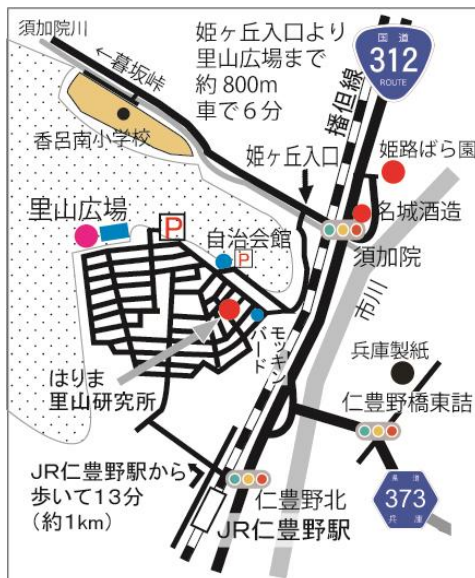 須加院川
←暮坂峠
姫ヶ丘入口より
里山広場まで
約 800m
車で６分
国道
312
ROUTE
播但線
香呂南小学校
姫ヶ丘入口
姫路ばら園
名城酒造
里山広場
P
自治会館
P
須加院
市川
モッキン
バード
兵庫製紙
はりま
里山研究所
仁豊野橋東詰
JR仁豊野駅から
歩いて13分
（約1km）
仁豊野北
JR仁豊野駅
県道
373
兵庫